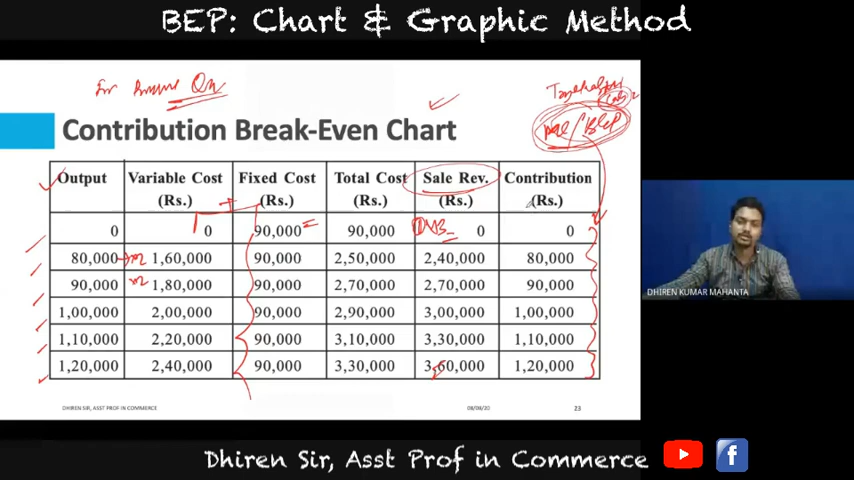 BEP: Chart & Graphic Method
Contribution Break-Even Chart
Output Variable Cost (Rs.) Fixed Cost (Rs.) Total Cost (Rs.) Sale Rev. (Rs.) Contribution (Rs.)
0 0 90,000 90,000 0 0
80,000 1,60,000 90,000 2,50,000 2,40,000 80,000
90,000 1,80,000 90,000 2,70,000 2,70,000 90,000
1,00,000 2,00,000 90,000 2,90,000 3,00,000 1,00,000
1,10,000 2,20,000 90,000 3,10,000 3,30,000 1,10,000
1,20,000 2,40,000 90,000 3,30,000 3,60,000 1,20,000
DHIREN KUMAR MAHANTA
DHIREN SIR, ASST PROF IN COMMERCE 08/08/20 23
Dhiren Sir, Asst Prof in Commerce